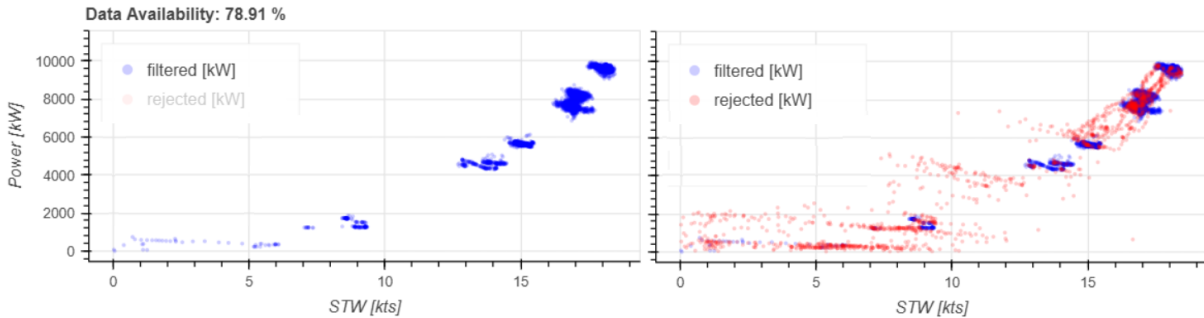 Data Availability: 78.91 %
10000
8000
6000
4000
2000
0
Power [kW]
filtered [kW]
rejected [kW]
0
5
10
15
STW [kts]
filtered [kW]
rejected [kW]
0
5
10
15
STW [kts]